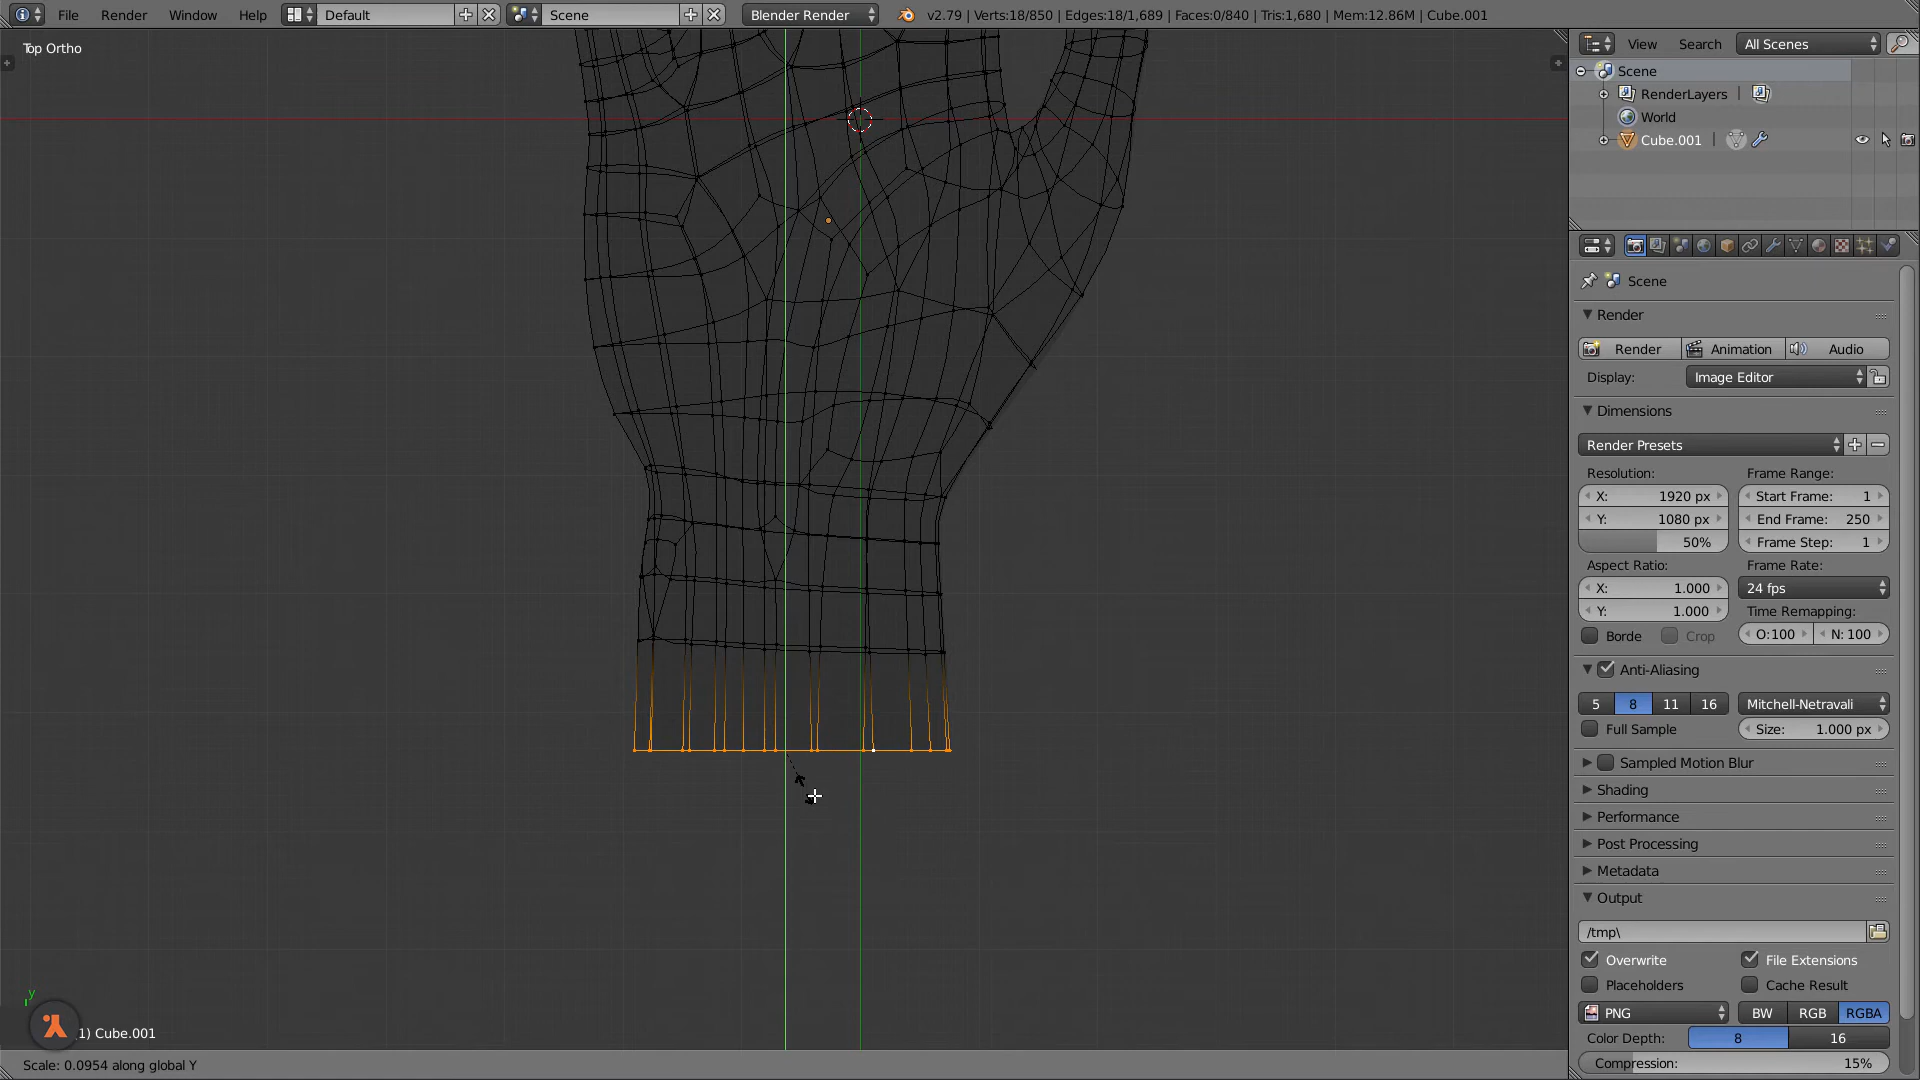 File Render Window Help Default Scene Blender Render v2.79 | Verts:18/850 | Edges:18/1,689 | Faces:0/840 | Tris:1,680 | Mem:12.86M | Cube.001
Top Ortho
View Search All Scenes
Scene
RenderLayers
World
Cube.001
Scene
Render
Render Animation Audio
Display: Image Editor
Dimensions
Render Presets
Resolution: Frame Range:
X: 1920 px Start Frame: 1
Y: 1080 px End Frame: 250
50% Frame Step: 1
Aspect Ratio: Frame Rate:
X: 1.000 24 fps
Y: 1.000 Time Remapping:
Borde Crop O:100 N: 100
Anti-Aliasing
5 8 11 16 Mitchell-Netravali
Full Sample Size: 1.000 px
Sampled Motion Blur
Shading
Performance
Post Processing
Metadata
Output
/tmp\
Overwrite File Extensions
Placeholders Cache Result
PNG BW RGB RGBA
Color Depth: 8 16
Compression: 15%
y
1) Cube.001
Scale: 0.0954 along global Y